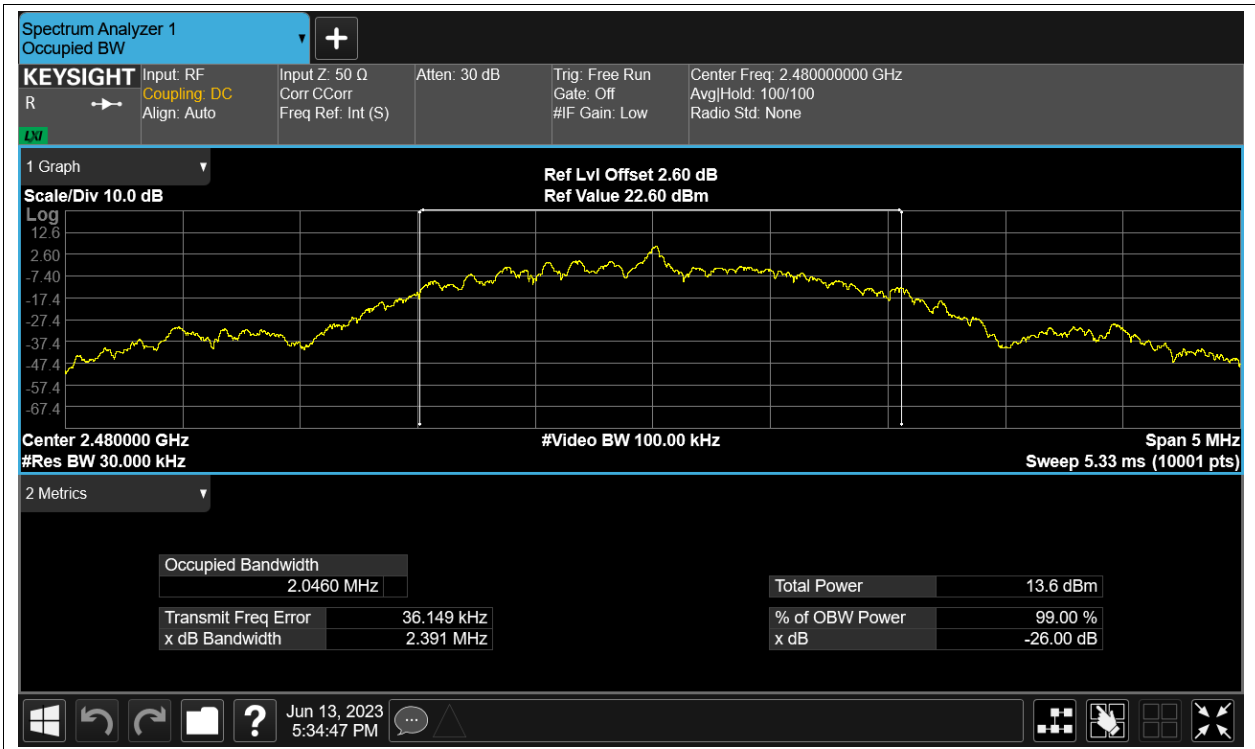 Spectrum Analyzer 1
Occupied BW
KEYSIGHT
R
LXI
Input: RF
Coupling: DC
Align: Auto
Input Z: 50 Ω
Corr CCorr
Freq Ref: Int (S)
Atten: 30 dB
Trig: Free Run
Gate: Off
#IF Gain: Low
Center Freq: 2.480000000 GHz
Avg|Hold: 100/100
Radio Std: None
1 Graph
Scale/Div 10.0 dB
Ref Lvl Offset 2.60 dB
Ref Value 22.60 dBm
Log
12.6
2.60
-7.40
-17.4
-27.4
-37.4
-47.4
-57.4
-67.4
Center 2.480000 GHz
#Video BW 100.00 kHz
Span 5 MHz
#Res BW 30.000 kHz
Sweep 5.33 ms (10001 pts)
2 Metrics
Occupied Bandwidth
2.0460 MHz
Total Power 13.6 dBm
Transmit Freq Error 36.149 kHz
% of OBW Power 99.00 %
x dB Bandwidth 2.391 MHz
x dB -26.00 dB
?
Jun 13, 2023
5:34:47 PM